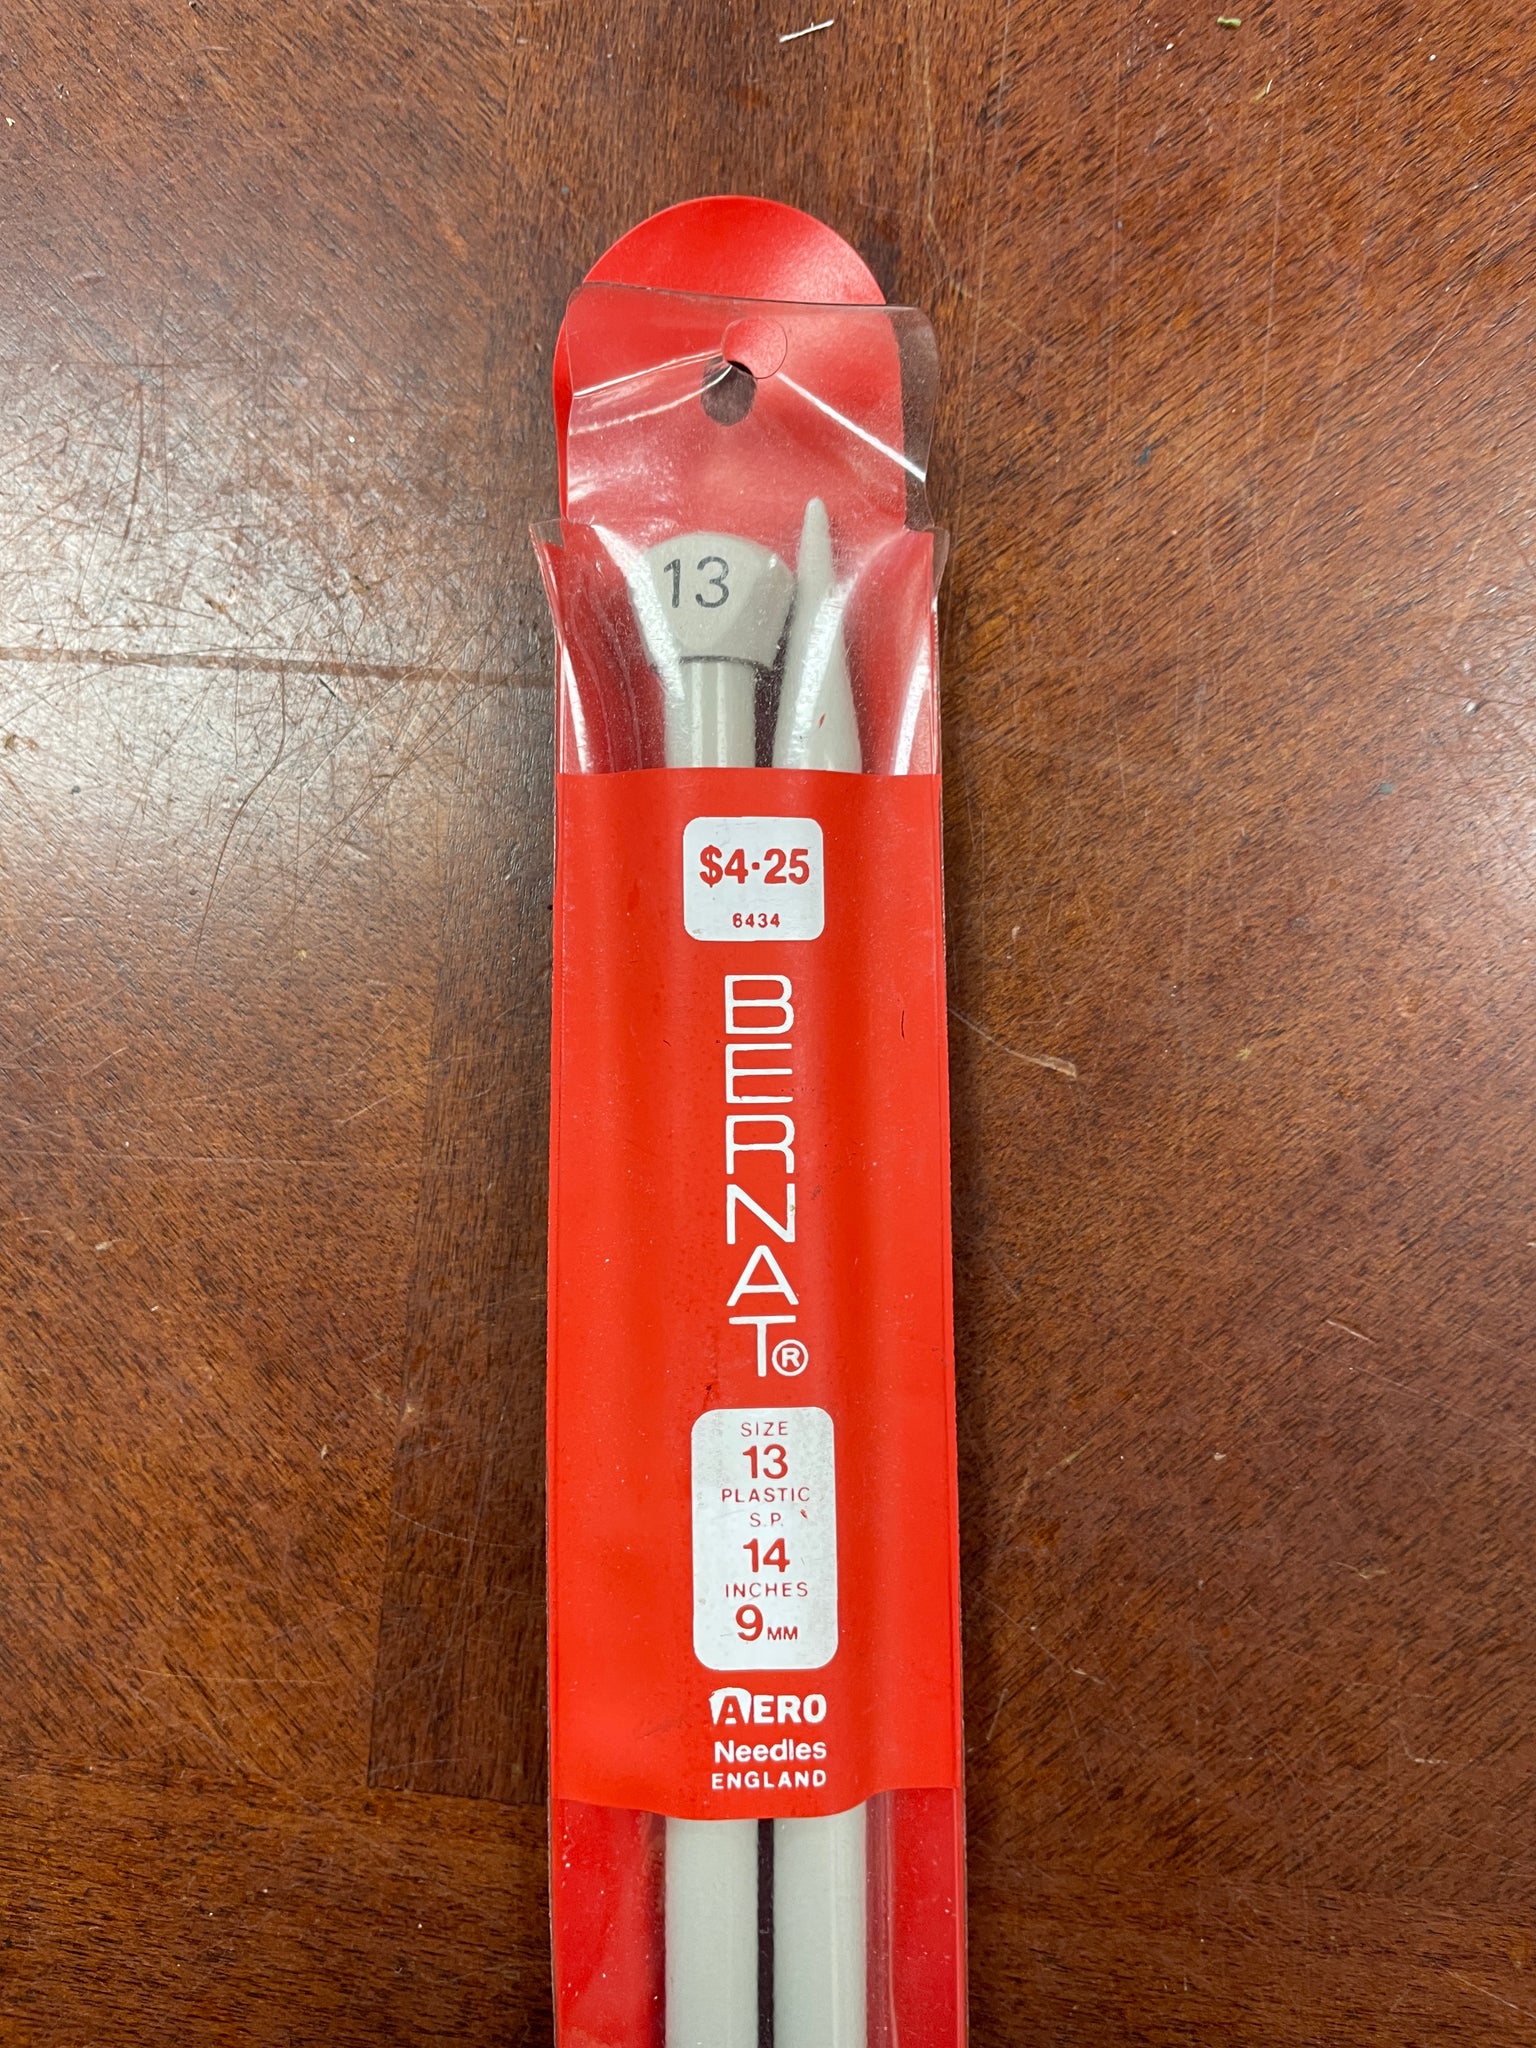 13
$4·25
6434
BERNAT®
SIZE
13
PLASTIC
S.P.
14
INCHES
9MM
AERO
Needles
ENGLAND